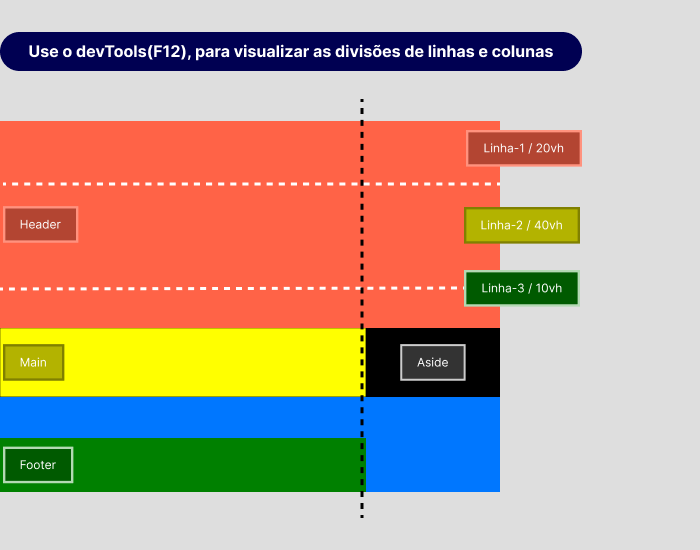 Use o devTools(F12), para visualizar as divisões de linhas e colunas
Linha-1 / 20vh
Header
Linha-2 / 40vh
Linha-3 / 10vh
Main
Aside
Footer